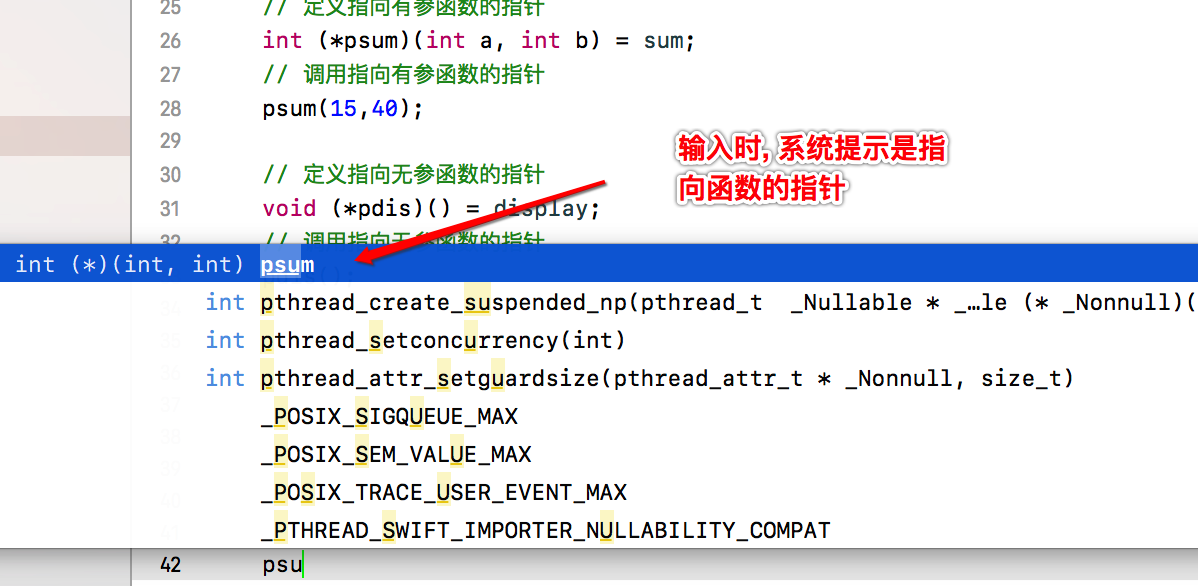 25 // 定义指向有参函数的指针
26 int (*psum)(int a, int b) = sum;
27 // 调用指向有参函数的指针
28 psum(15,40);
29
输入时, 系统提示是指
向函数的指针
30 // 定义指向无参函数的指针
31 void (*pdis)() = display;
32 // 调用指向无参函数的指针
int (*)(int, int) psum
int pthread_create_suspended_np(pthread_t _Nullable * _…le (* _Nonnull)(
int pthread_setconcurrency(int)
int pthread_attr_setguardsize(pthread_attr_t * _Nonnull, size_t)
_POSIX_SIGQUEUE_MAX
_POSIX_SEM_VALUE_MAX
_POSIX_TRACE_USER_EVENT_MAX
_PTHREAD_SWIFT_IMPORTER_NULLABILITY_COMPAT
42 psu